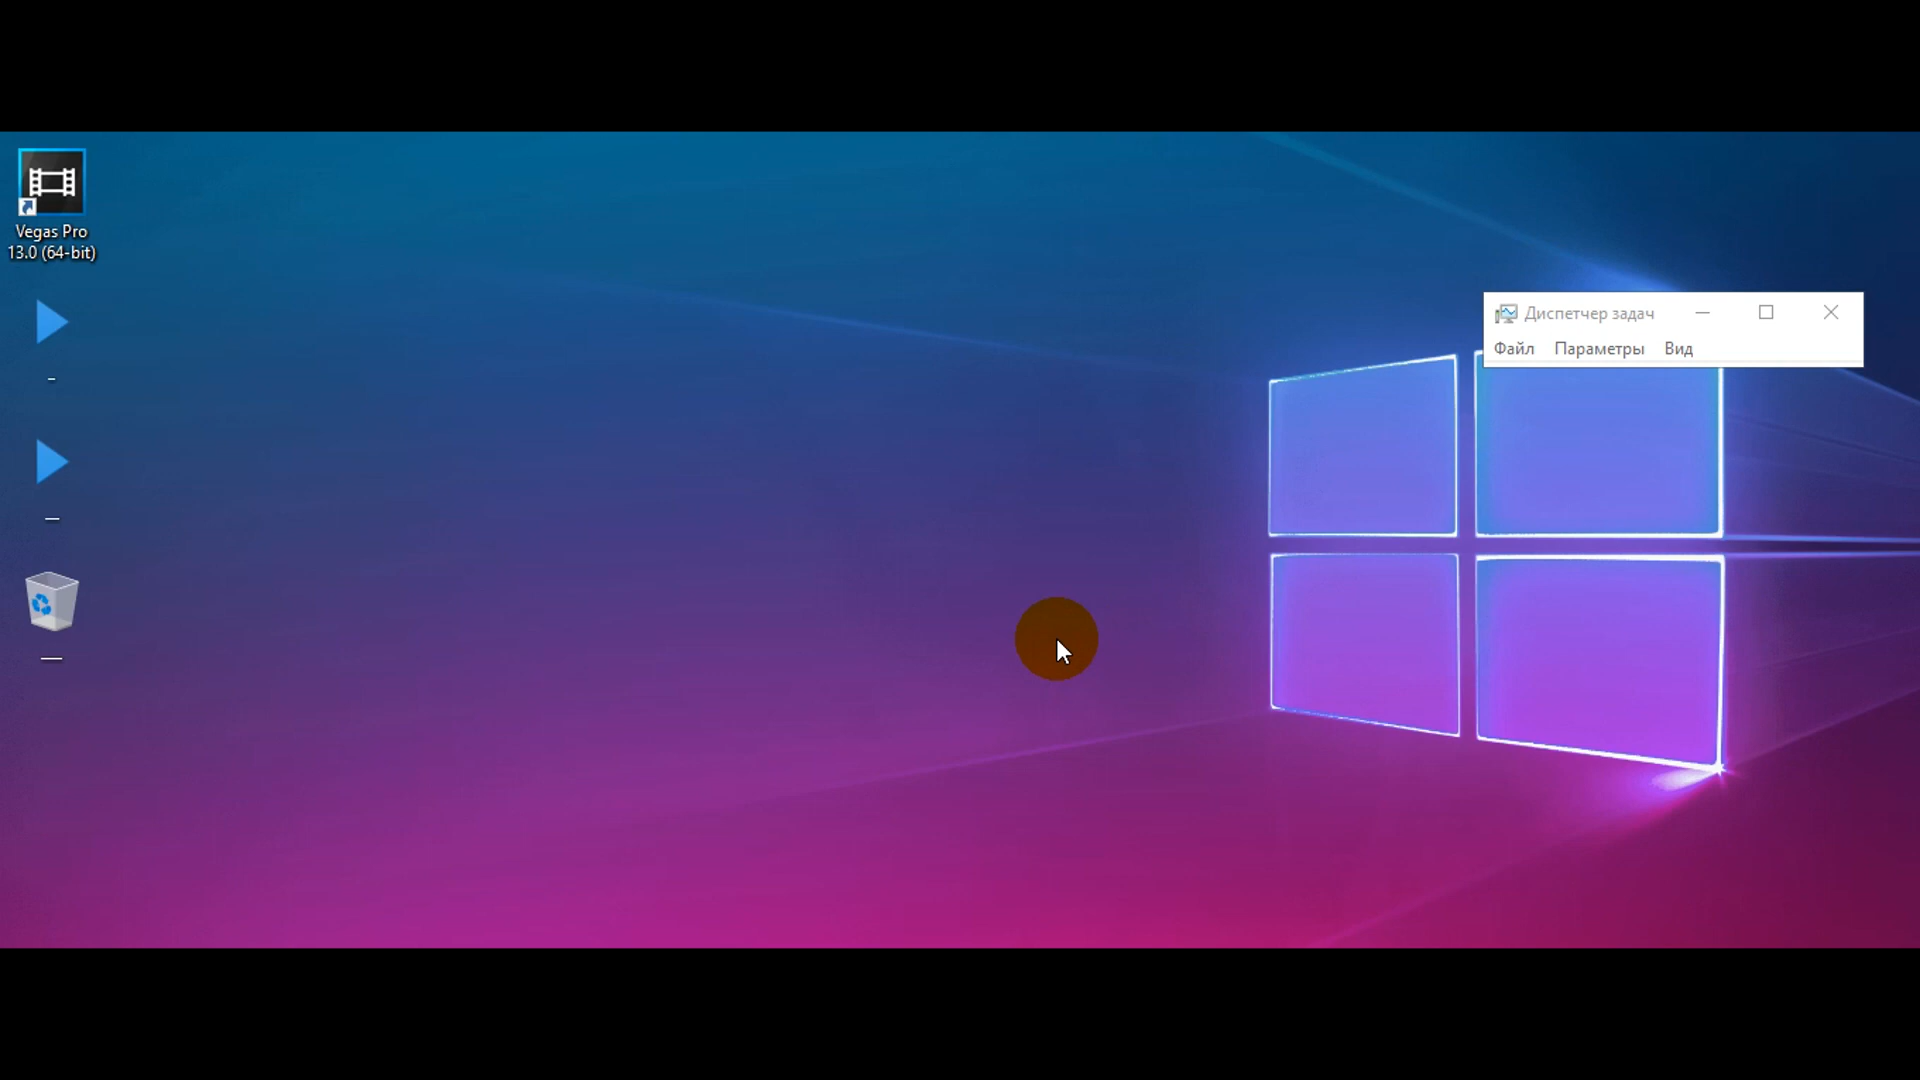 Vegas Pro
13.0 (64-bit)
Диспетчер задач
Файл Параметры Вид